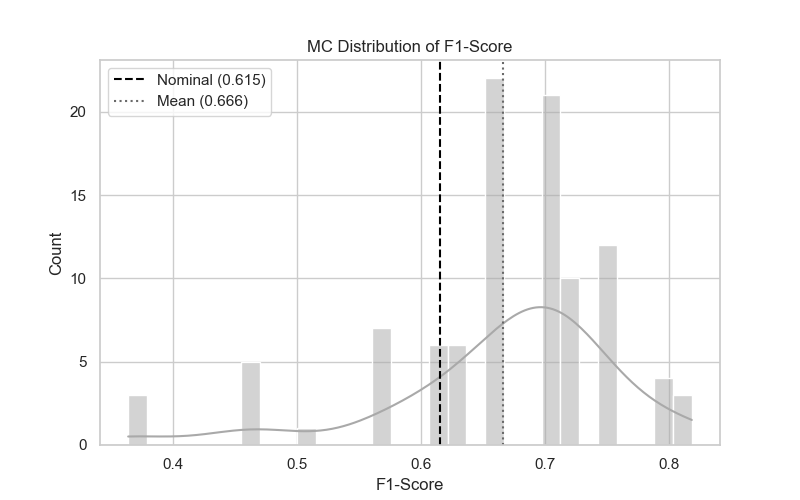 MC Distribution of F1-Score
Nominal (0.615)
Mean (0.666)
20
15
10
5
0
Count
0.4 0.5 0.6 0.7 0.8
F1-Score